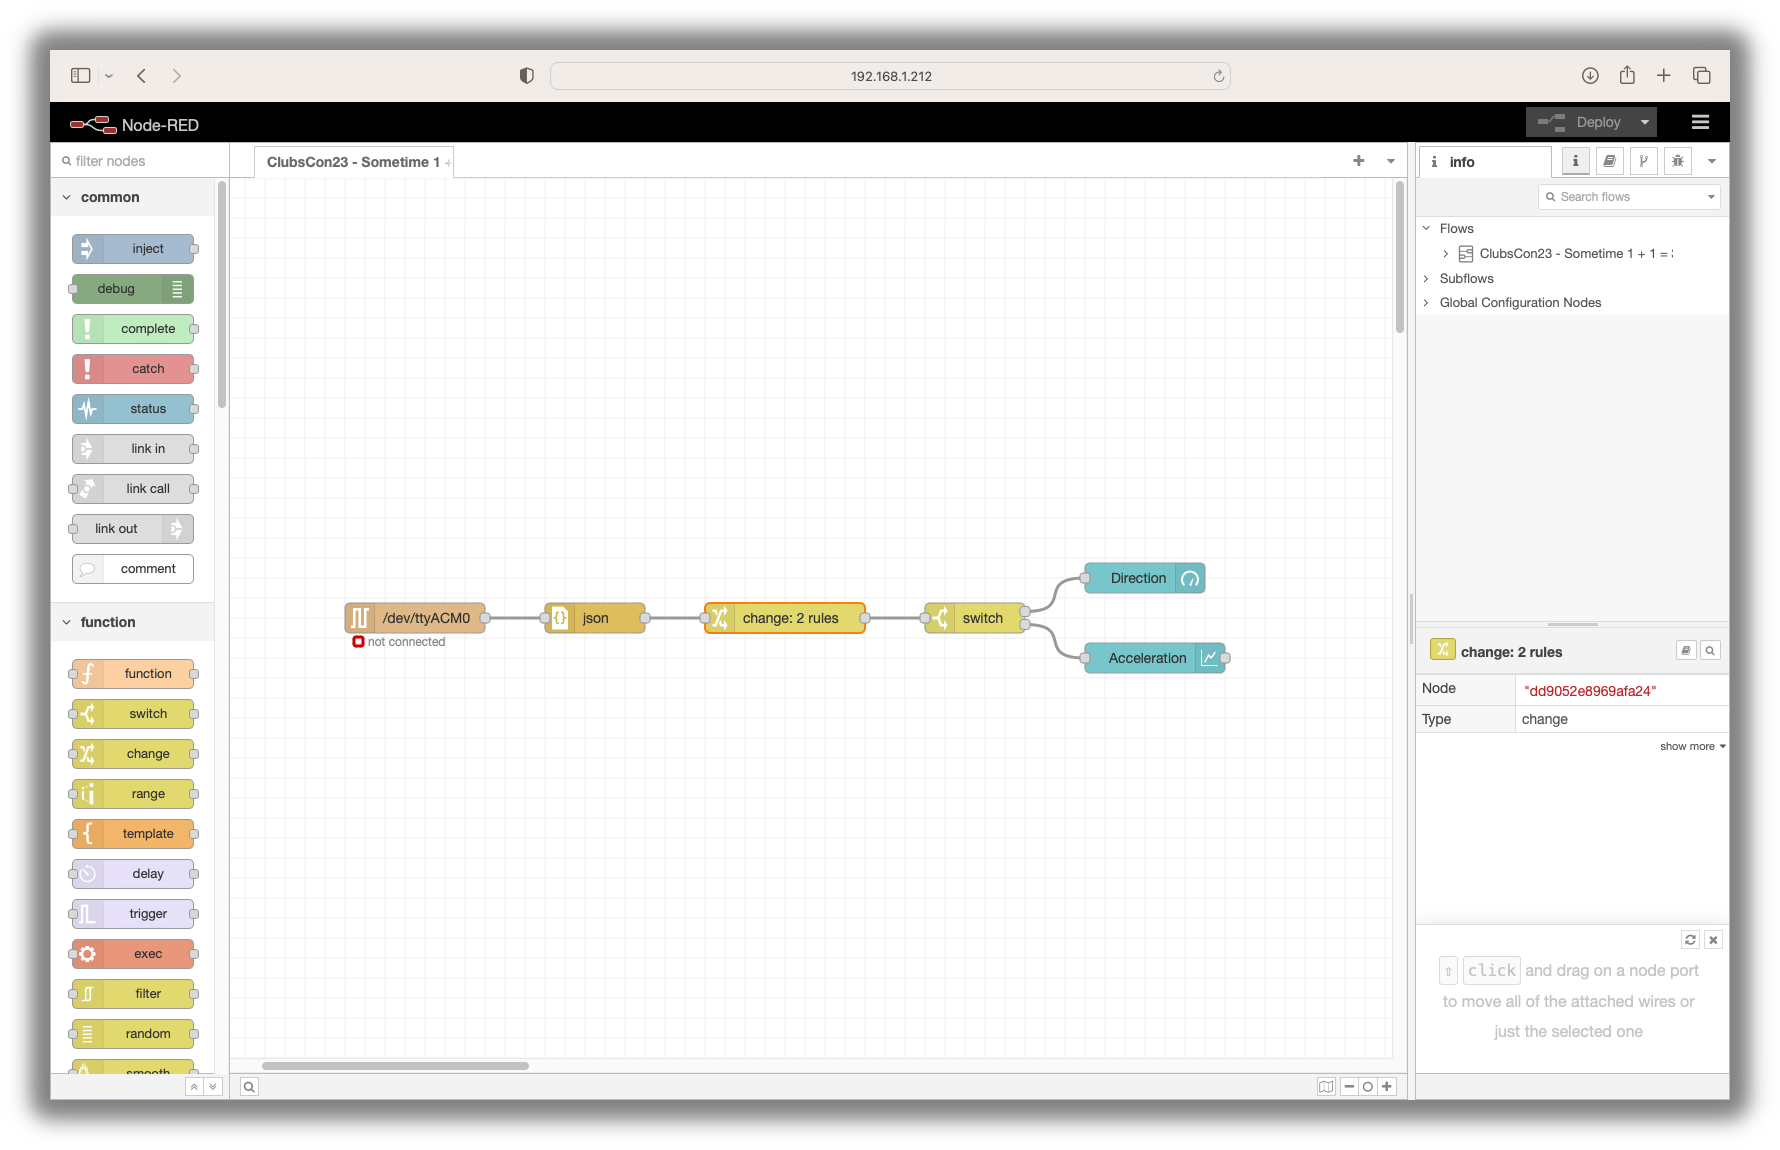 192.168.1.212
Node-RED
Deploy
filter nodes
ClubsCon23 - Sometime 1 +
i info
i
common
Search flows
Flows
ClubsCon23 - Sometime 1 + 1 =
Subflows
Global Configuration Nodes
inject
debug
complete
catch
status
link in
link call
link out
comment
function
function
switch
change
range
template
delay
trigger
exec
filter
random
smooth
/dev/ttyACM0
not connected
json
change: 2 rules
switch
Direction
Acceleration
change: 2 rules
Node "dd9052e8969afa24"
Type change
show more
⇧ click and drag on a node port
to move all of the attached wires or
just the selected one